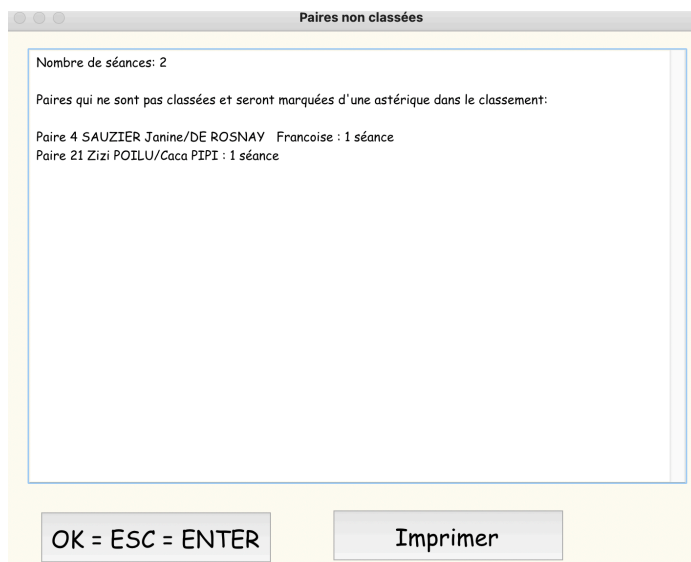 Paires non classées
Nombre de séances: 2
Paires qui ne sont pas classées et seront marquées d'une astérique dans le classement:
Paire 4 SAUZIER Janine/DE ROSNAY   Francoise : 1 séance
Paire 21 Zizi POILU/Caca PIPI : 1 séance
OK = ESC = ENTER
Imprimer